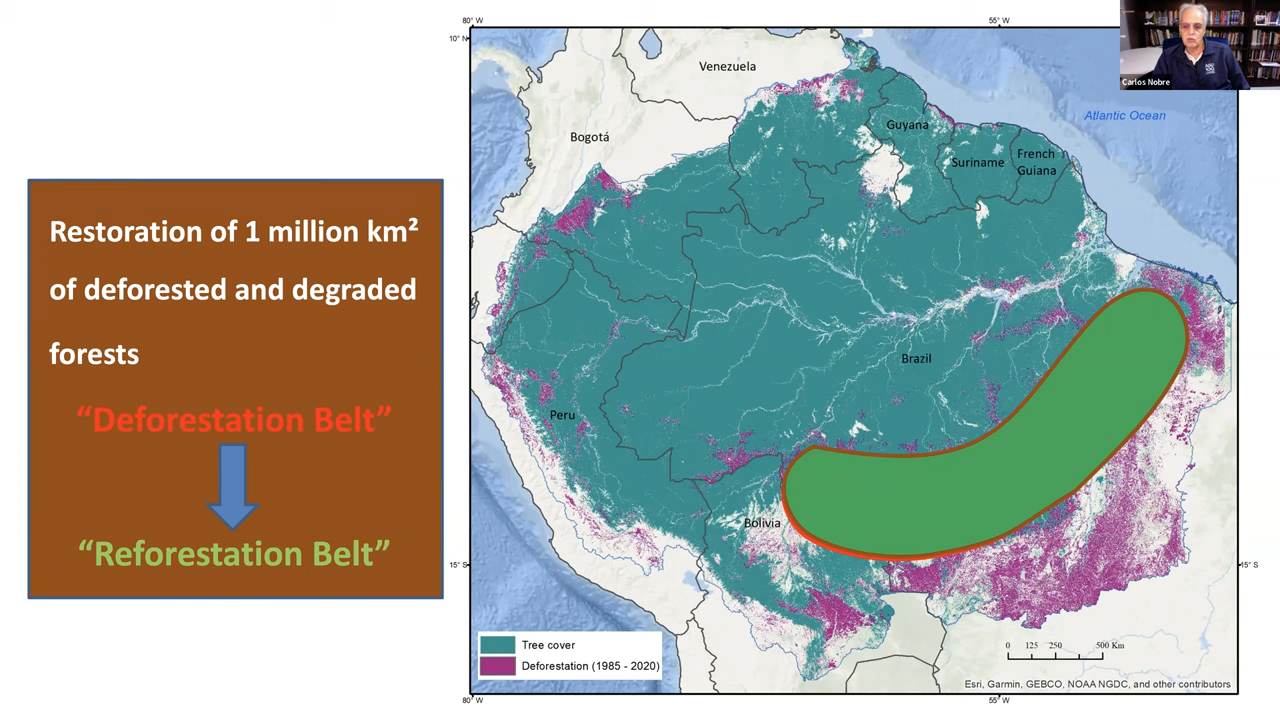 Restoration of 1 million km²
of deforested and degraded
forests
“Deforestation Belt”
“Reforestation Belt”
80° W
55° W
10° N
Venezuela
Bogotá
Guyana
Suriname
French
Guiana
Atlantic Ocean
Brazil
Peru
Bolivia
15° S
15° S
Tree cover
Deforestation (1985 - 2020)
0 125 250 500 Km
Esri, Garmin, GEBCO, NOAA NGDC, and other contributors
80° W
55° W
Carlos Nobre